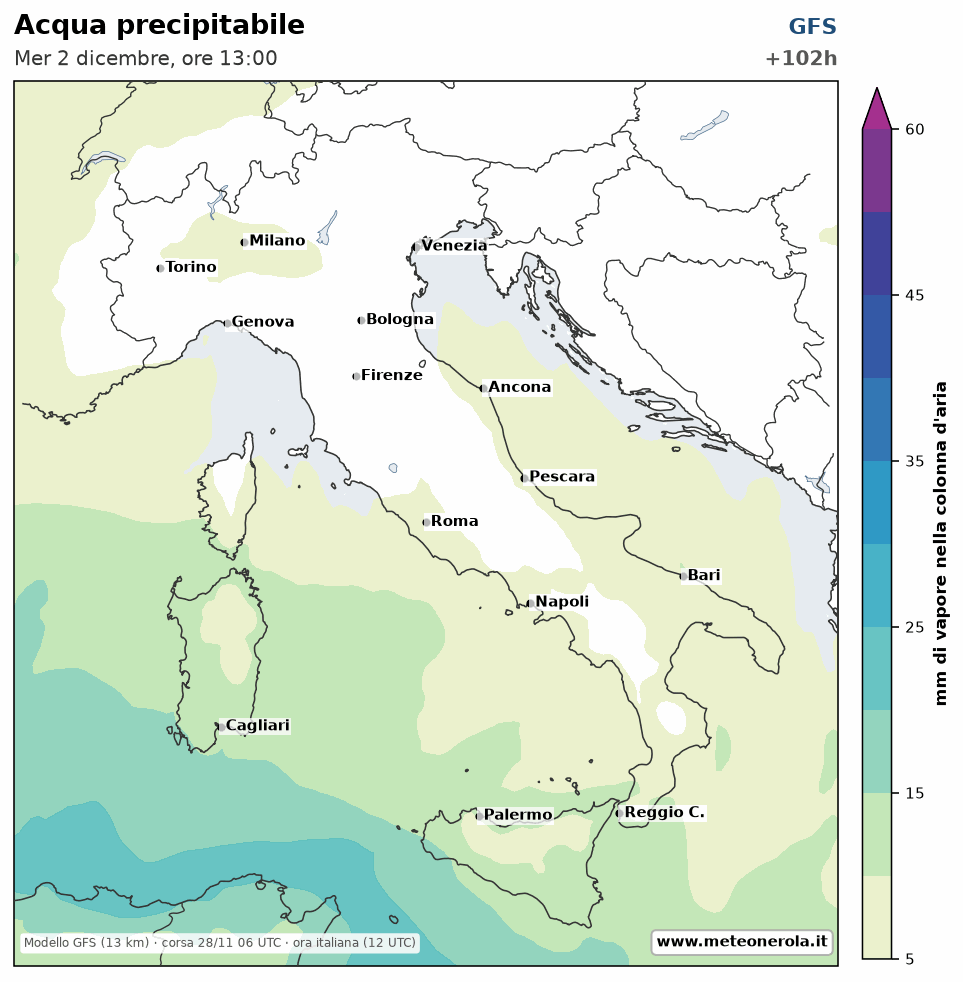 Acqua precipitabile
GFS
Mer 2 dicembre, ore 13:00
+102h
60
Milano
Venezia
Torino
45
Genova
Bologna
Firenze
Ancona
35
Pescara
Roma
Bari
Napoli
25
Cagliari
15
Palermo
Reggio C.
5
mm di vapore nella colonna d'aria
Modello GFS (13 km) · corsa 28/11 06 UTC · ora italiana (12 UTC)
www.meteonerola.it